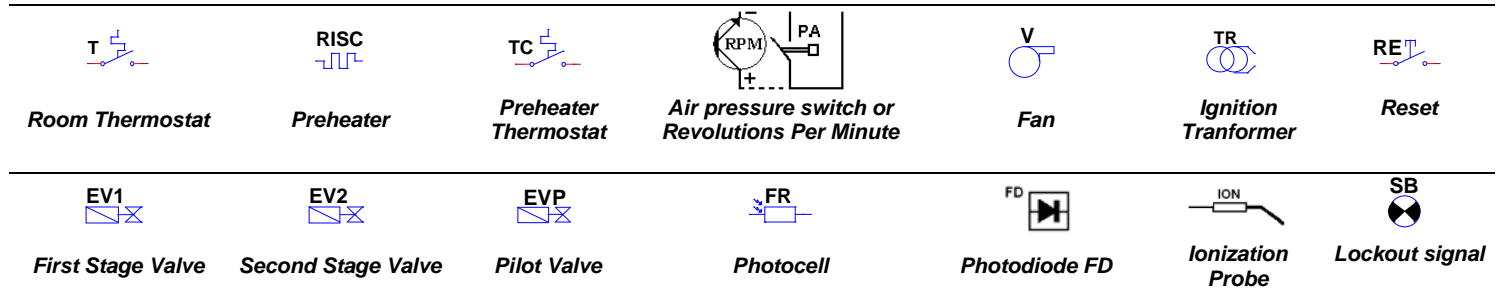 T RISC TC RPM PA V TR RE
− +
Room Thermostat Preheater Preheater Thermostat Air pressure switch or Revolutions Per Minute Fan Ignition Tranformer Reset
EV1 EV2 EVP FR FD ION SB
First Stage Valve Second Stage Valve Pilot Valve Photocell Photodiode FD Ionization Probe Lockout signal